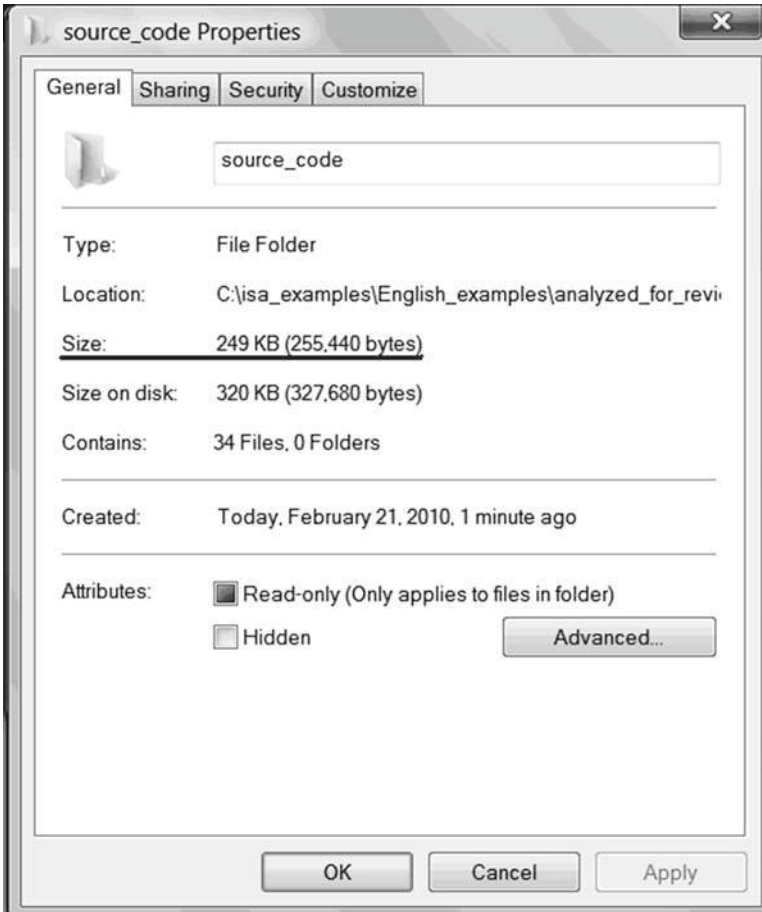 source_code Properties
General Sharing Security Customize
source_code
Type: File Folder
Location: C:\isa_examples\English_examples\analyzed_for_revi
Size: 249 KB (255,440 bytes)
Size on disk: 320 KB (327,680 bytes)
Contains: 34 Files, 0 Folders
Created: Today, February 21, 2010, 1 minute ago
Attributes: Read-only (Only applies to files in folder)
Hidden Advanced...
OK Cancel Apply